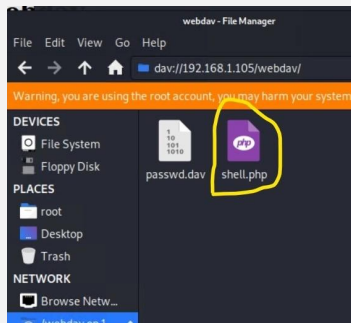 webdav - File Manager
File Edit View Go Help
dav://192.168.1.105/webdav/
Warning, you are using the root account, you may harm your system
DEVICES
File System
Floppy Disk
PLACES
root
Desktop
Trash
NETWORK
Browse Netw...
1
10
101
1010
passwd.dav
php
shell.php